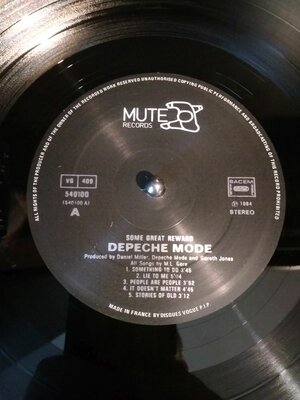 ALL RIGHTS OF THE PRODUCER AND OF THE OWNER OF THE RECORDED WORK RESERVED UNAUTHORISED COPYING PUBLIC PERFORMANCE AND BROADCASTING OF THIS RECORD PROHIBITED
MUTE
RECORDS
VG 409
540100
(540100 A)
A
SACEM
℗ 1984
STEREO
SOME GREAT REWARD
DEPECHE MODE
Produced by Daniel Miller, Depeche Mode and Gareth Jones
All Songs by M.L. Gore
1. SOMETHING TO DO 3'46
2. LIE TO ME 5'04
3. PEOPLE ARE PEOPLE 3'52
4. IT DOESN'T MATTER 4'46
5. STORIES OF OLD 3'12
MADE IN FRANCE BY DISQUES VOGUE P.I.P.